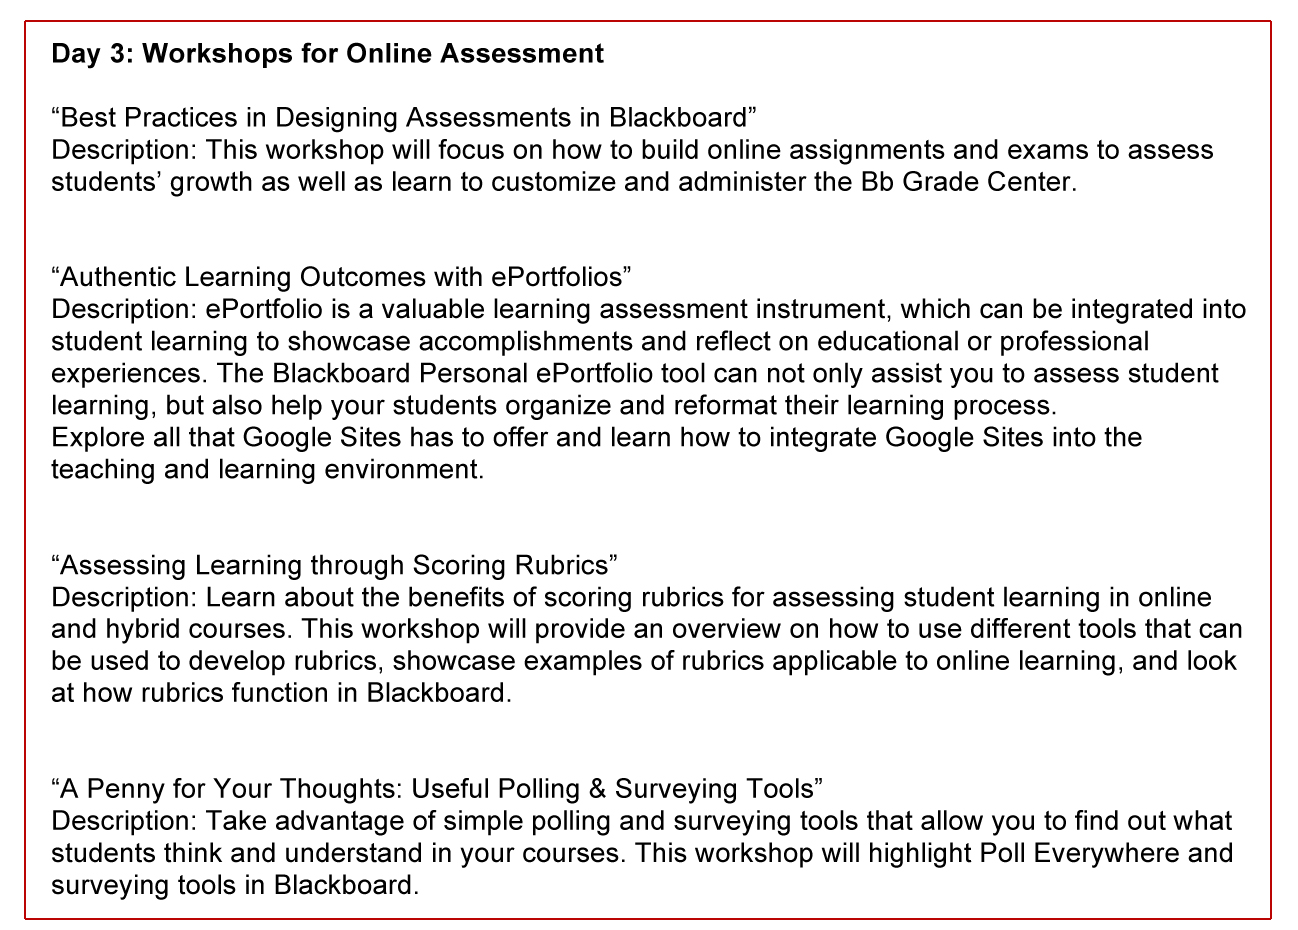 Day 3: Workshops for Online Assessment
“Best Practices in Designing Assessments in Blackboard”
Description: This workshop will focus on how to build online assignments and exams to assess
students’ growth as well as learn to customize and administer the Bb Grade Center.
“Authentic Learning Outcomes with ePortfolios”
Description: ePortfolio is a valuable learning assessment instrument, which can be integrated into
student learning to showcase accomplishments and reflect on educational or professional
experiences. The Blackboard Personal ePortfolio tool can not only assist you to assess student
learning, but also help your students organize and reformat their learning process.
Explore all that Google Sites has to offer and learn how to integrate Google Sites into the
teaching and learning environment.
“Assessing Learning through Scoring Rubrics”
Description: Learn about the benefits of scoring rubrics for assessing student learning in online
and hybrid courses. This workshop will provide an overview on how to use different tools that can
be used to develop rubrics, showcase examples of rubrics applicable to online learning, and look
at how rubrics function in Blackboard.
“A Penny for Your Thoughts: Useful Polling & Surveying Tools”
Description: Take advantage of simple polling and surveying tools that allow you to find out what
students think and understand in your courses. This workshop will highlight Poll Everywhere and
surveying tools in Blackboard.